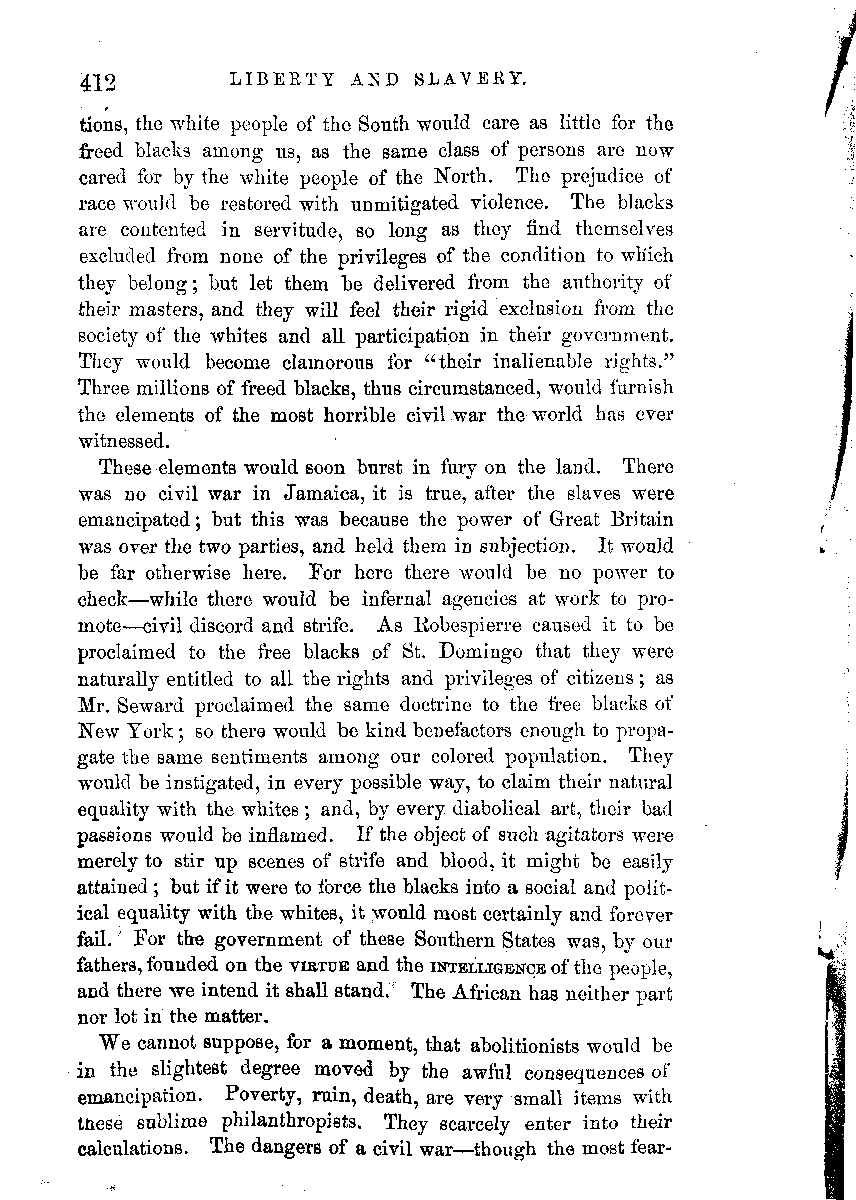 412 LIBERTY AND SLAVERY.
tions, the white people of the South would care as little for the
freed blacks among us, as the same class of persons are now
cared for by the white people of the North. The prejudice of
race would be restored with unmitigated violence. The blacks
are contented in servitude, so long as they find themselves
excluded from none of the privileges of the condition to which
they belong; but let them be delivered from the authority of
their masters, and they will feel their rigid exclusion from the
society of the whites and all participation in their government.
They would become clamorous for “their inalienable rights.”
Three millions of freed blacks, thus circumstanced, would furnish
the elements of the most horrible civil war the world has ever
witnessed.
These elements would soon burst in fury on the land. There
was no civil war in Jamaica, it is true, after the slaves were
emancipated; but this was because the power of Great Britain
was over the two parties, and held them in subjection. It would
be far otherwise here. For here there would be no power to
check—while there would be infernal agencies at work to pro-
mote—civil discord and strife. As Robespierre caused it to be
proclaimed to the free blacks of St. Domingo that they were
naturally entitled to all the rights and privileges of citizens; as
Mr. Seward proclaimed the same doctrine to the free blacks of
New York; so there would be kind benefactors enough to propa-
gate the same sentiments among our colored population. They
would be instigated, in every possible way, to claim their natural
equality with the whites; and, by every diabolical art, their bad
passions would be inflamed. If the object of such agitators were
merely to stir up scenes of strife and blood, it might be easily
attained; but if it were to force the blacks into a social and polit-
ical equality with the whites, it would most certainly and forever
fail. For the government of these Southern States was, by our
fathers, founded on the VIRTUE and the INTELLIGENCE of the people,
and there we intend it shall stand. The African has neither part
nor lot in the matter.
We cannot suppose, for a moment, that abolitionists would be
in the slightest degree moved by the awful consequences of
emancipation. Poverty, ruin, death, are very small items with
these sublime philanthropists. They scarcely enter into their
calculations. The dangers of a civil war—though the most fear-